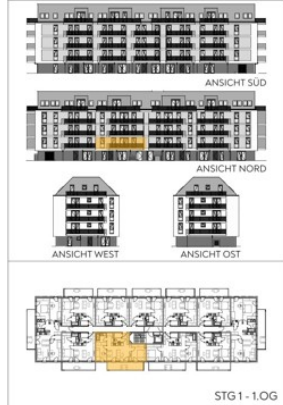 ANSICHT SÜD
ANSICHT NORD
ANSICHT WEST
ANSICHT OST
STG 1 - 1.OG